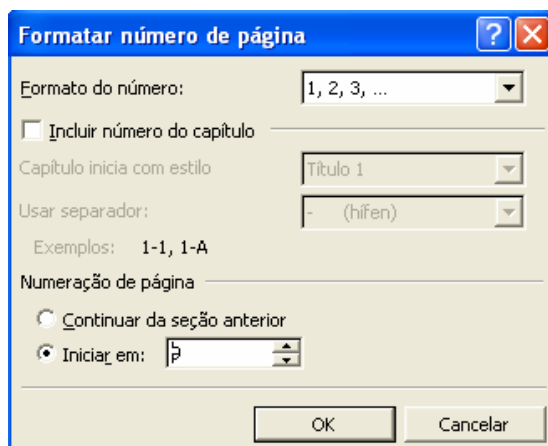 Formatar número de página
Formato do número: 1, 2, 3, ...
Incluir número do capítulo
Capítulo inicia com estilo Título 1
Usar separador: - (hífen)
Exemplos: 1-1, 1-A
Numeração de página
Continuar da seção anterior
Iniciar em:
OK Cancelar